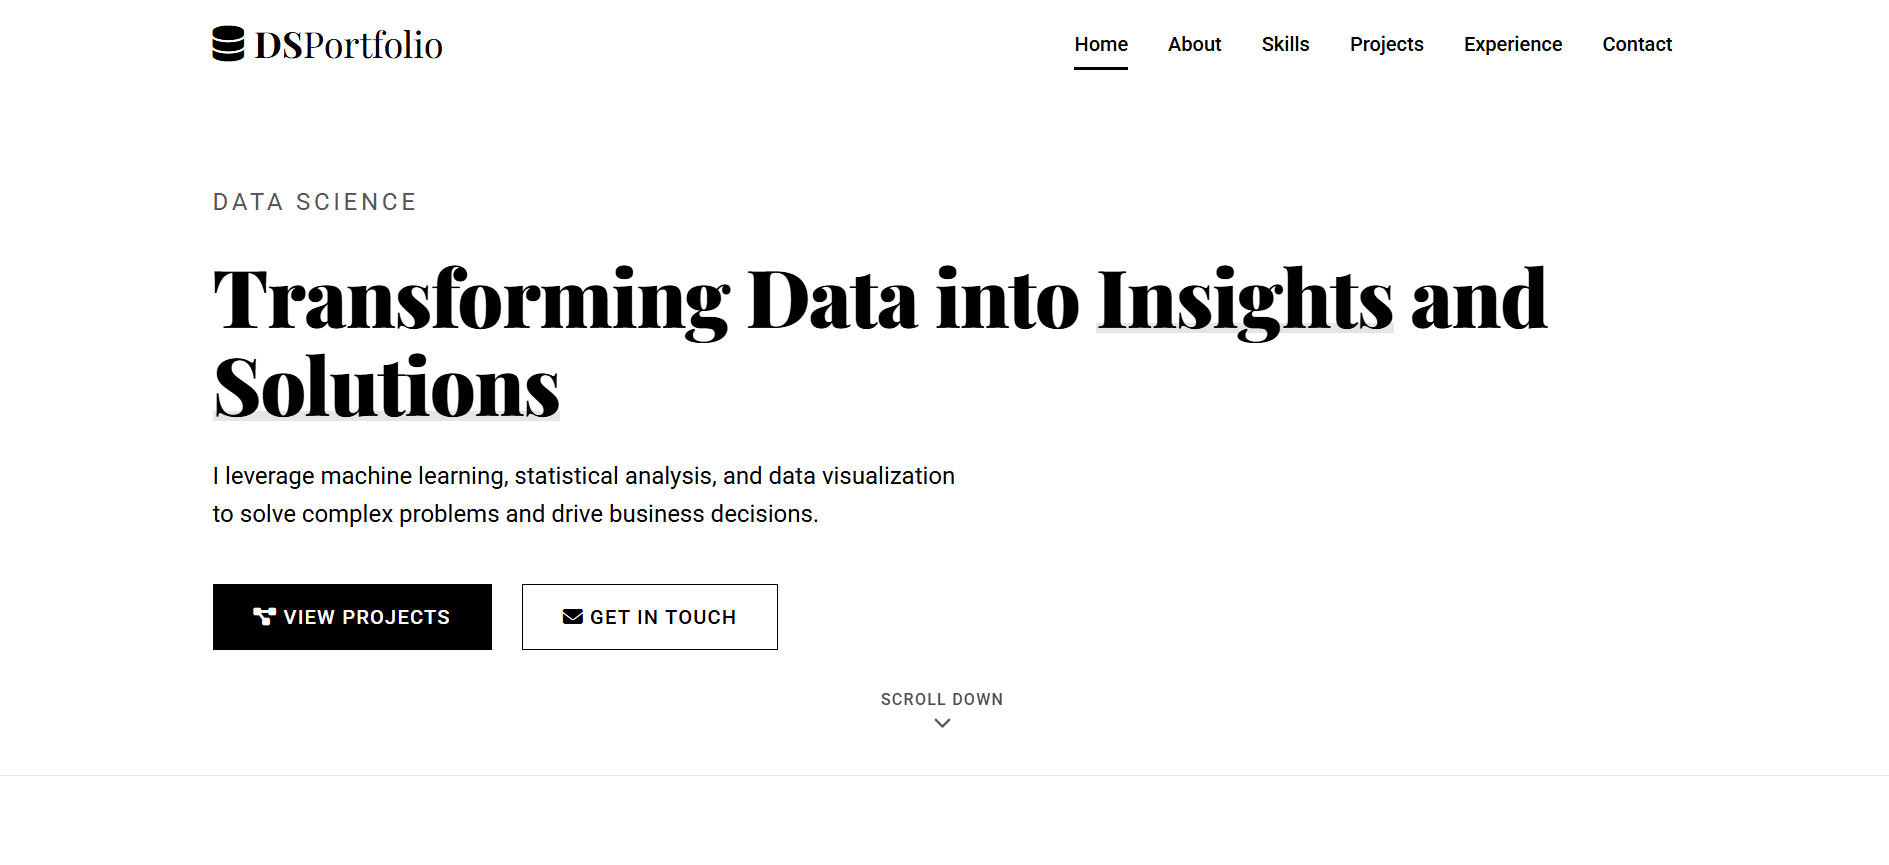 DSPortfolio
Home About Skills Projects Experience Contact
DATA SCIENCE
Transforming Data into Insights and
Solutions
I leverage machine learning, statistical analysis, and data visualization
to solve complex problems and drive business decisions.
VIEW PROJECTS
GET IN TOUCH
SCROLL DOWN